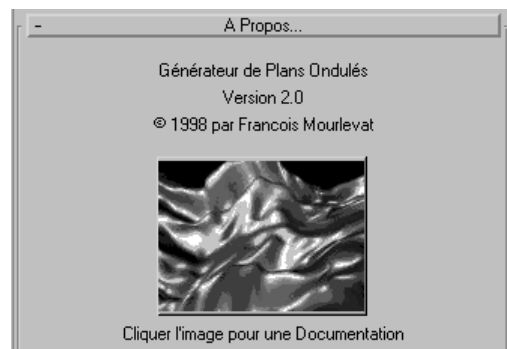 - A Propos...
Générateur de Plans Ondulés
Version 2.0
© 1998 par Francois Mourlevat
Cliquer l'image pour une Documentation